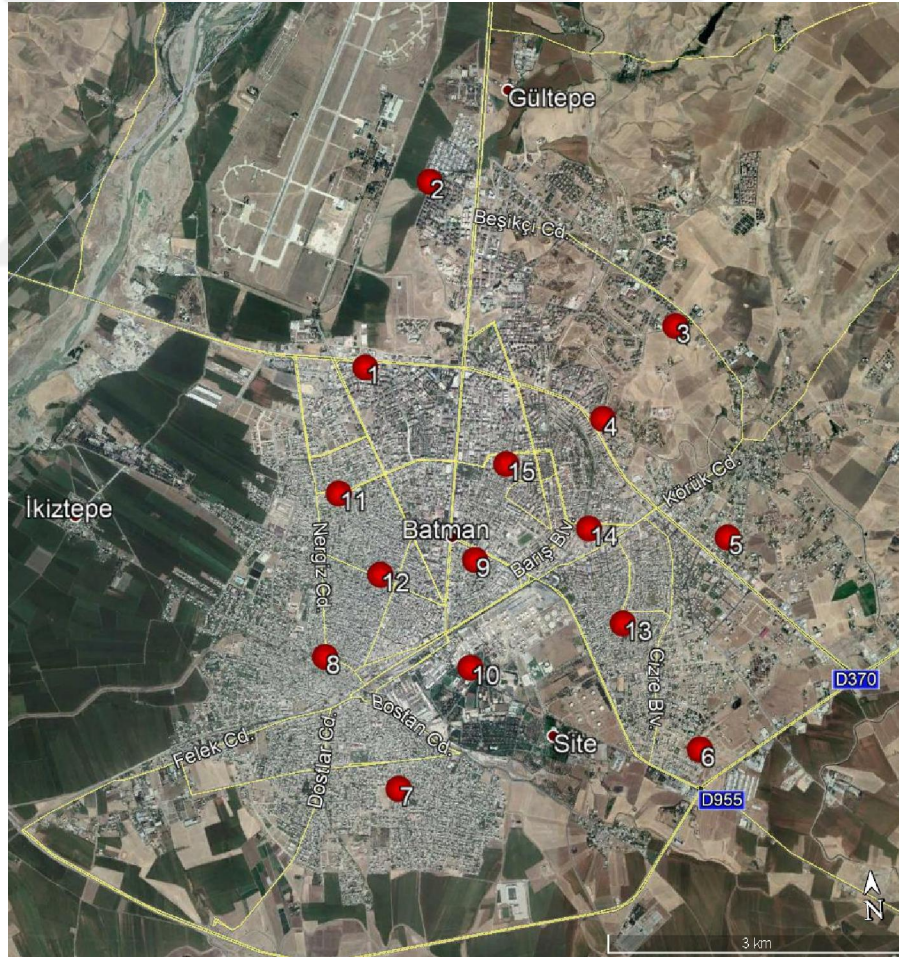 Gültepe
2
Beşikçi Cd.
3
1
4
15
Körük Cd.
11
İkiztepe
Nergiz Cd.
Batman
14
5
9
Barış Blv.
12
13
8
10
Cizre Blv.
D370
Bostan Cd.
Site
Felek Cd.
Dostlar Cd.
6
7
D955
N
3 km